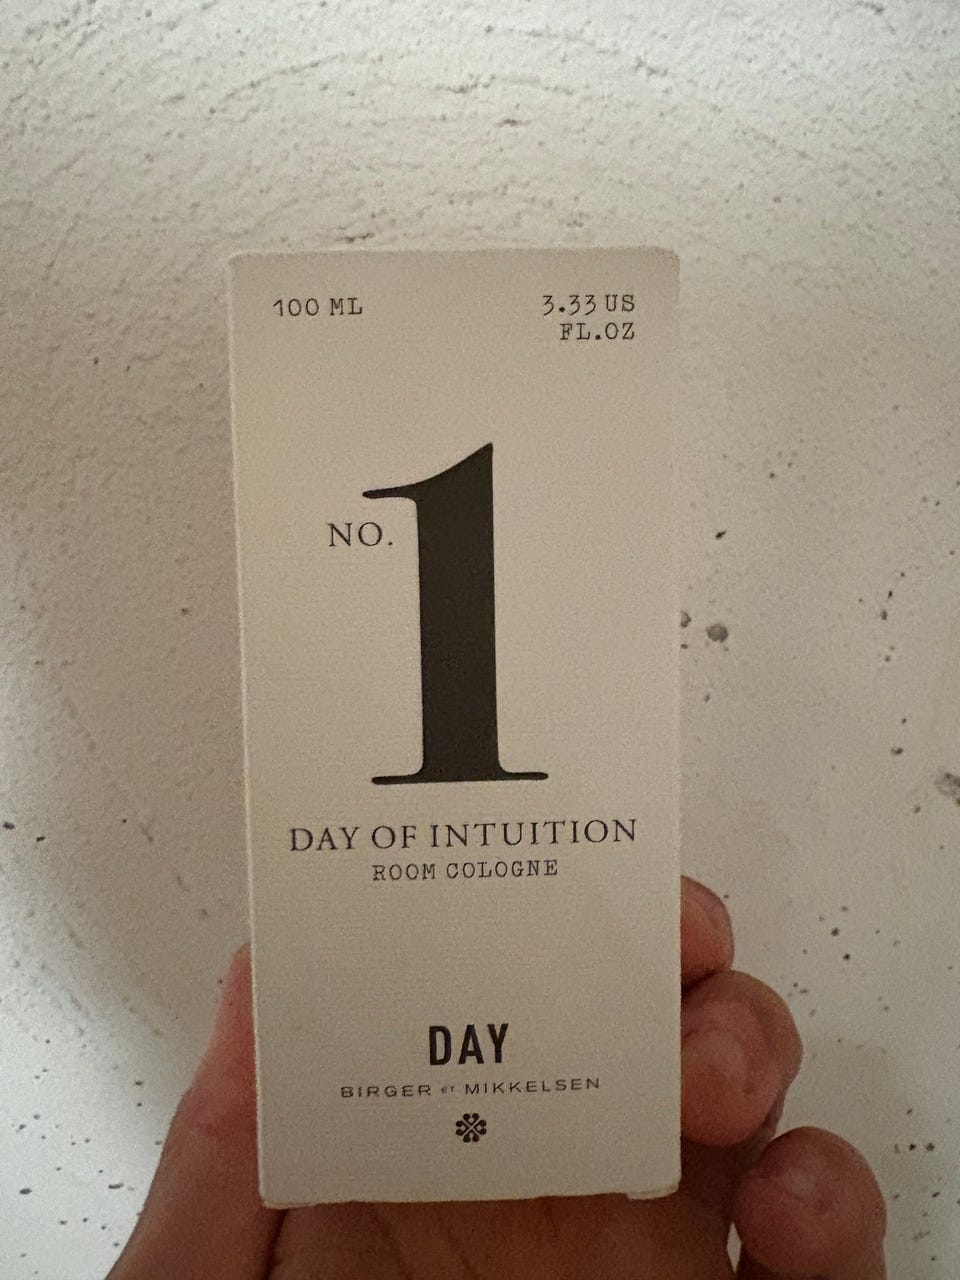 100 ML
3.33 US
FL.OZ
NO. 1
DAY OF INTUITION
ROOM COLOGNE
DAY
BIRGER ET MIKKELSEN